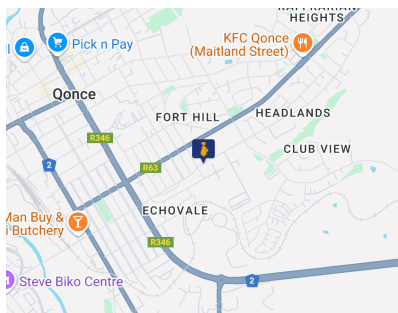 KAFFRARIAN
HEIGHTS
KFC Qonce
(Maitland Street)
Pick n Pay
Qonce
FORT HILL
HEADLANDS
R346
CLUB VIEW
R63
2
Man Buy &
i Butchery
ECHOVALE
R346
Steve Biko Centre
2